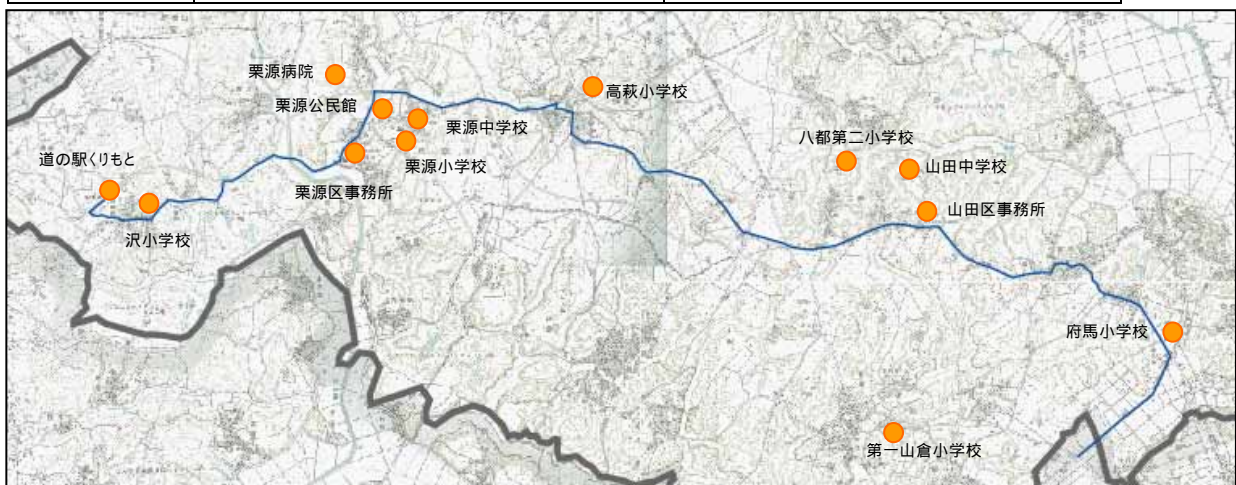 栗源病院
高萩小学校
栗源公民館
栗源中学校
栗源小学校
八都第二小学校
山田中学校
道の駅くりもと
栗源区事務所
山田区事務所
沢小学校
府馬小学校
第一山倉小学校